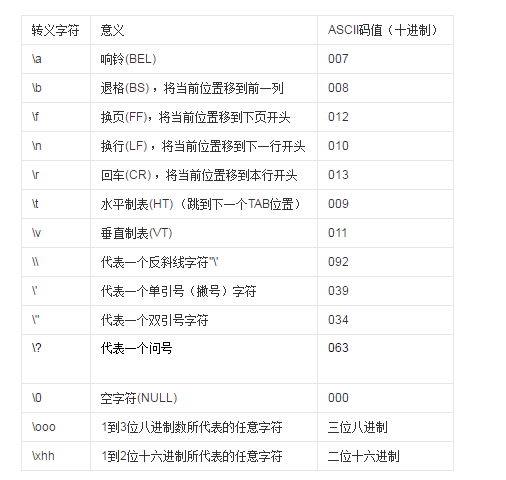 转义字符 意义 ASCII码值（十进制）
\a 响铃(BEL) 007
\b 退格(BS) ，将当前位置移到前一列 008
\f 换页(FF)，将当前位置移到下页开头 012
\n 换行(LF) ，将当前位置移到下一行开头 010
\r 回车(CR) ，将当前位置移到本行开头 013
\t 水平制表(HT) （跳到下一个TAB位置） 009
\v 垂直制表(VT) 011
\\ 代表一个反斜线字符''\' 092
\' 代表一个单引号（撇号）字符 039
\" 代表一个双引号字符 034
\? 代表一个问号 063
\0 空字符(NULL) 000
\ooo 1到3位八进制数所代表的任意字符 三位八进制
\xhh 1到2位十六进制所代表的任意字符 二位十六进制